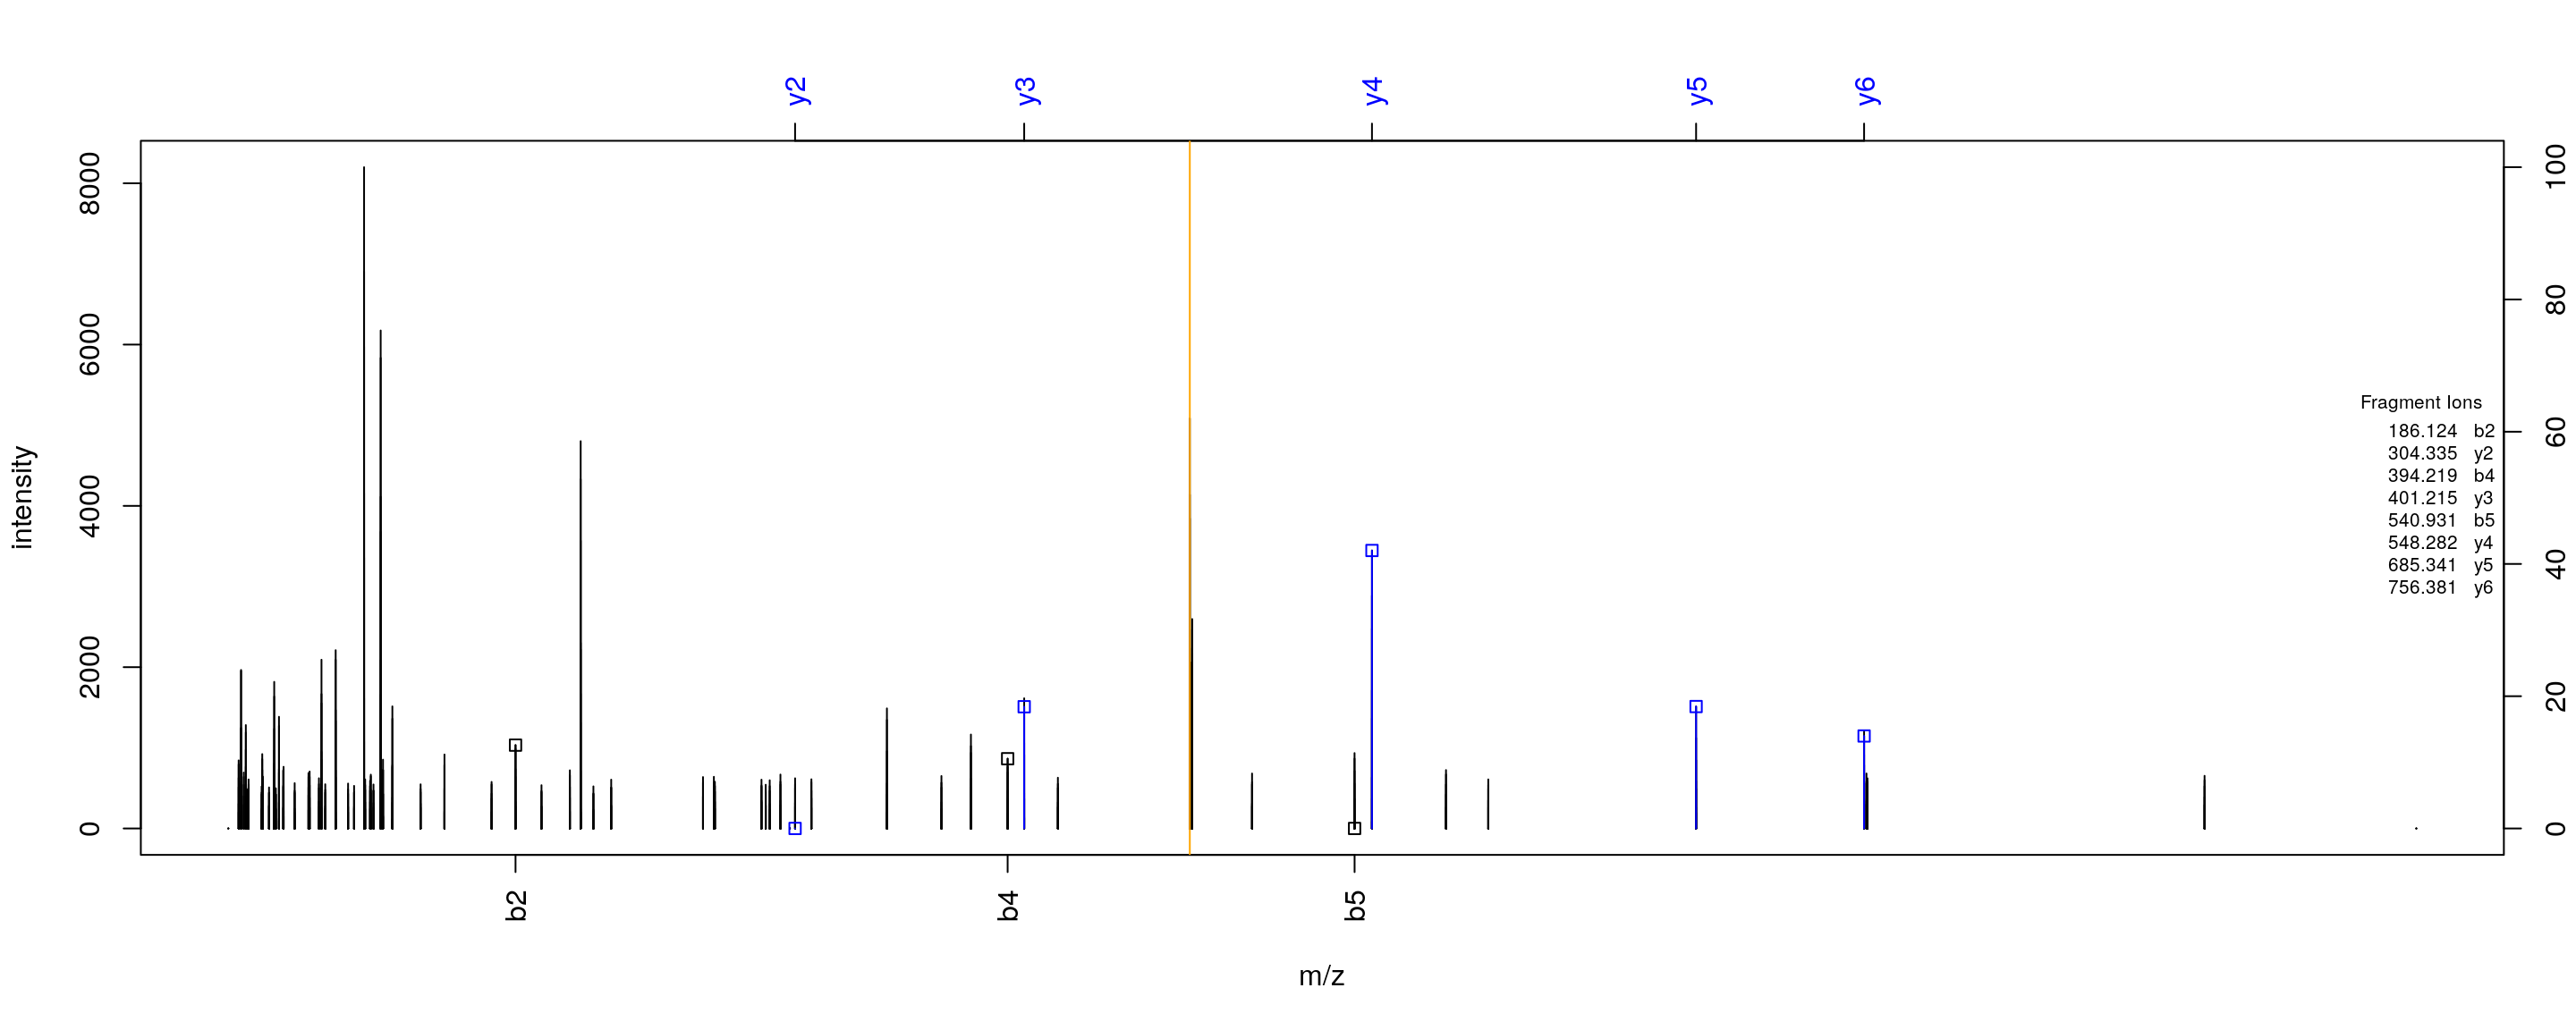 y2 y3 y4 y5 y6
8000
6000
4000
2000
0
intensity
100
80
60
40
20
0
Fragment Ions
186.124 b2
304.335 y2
394.219 b4
401.215 y3
540.931 b5
548.282 y4
685.341 y5
756.381 y6
b2 b4 b5
m/z